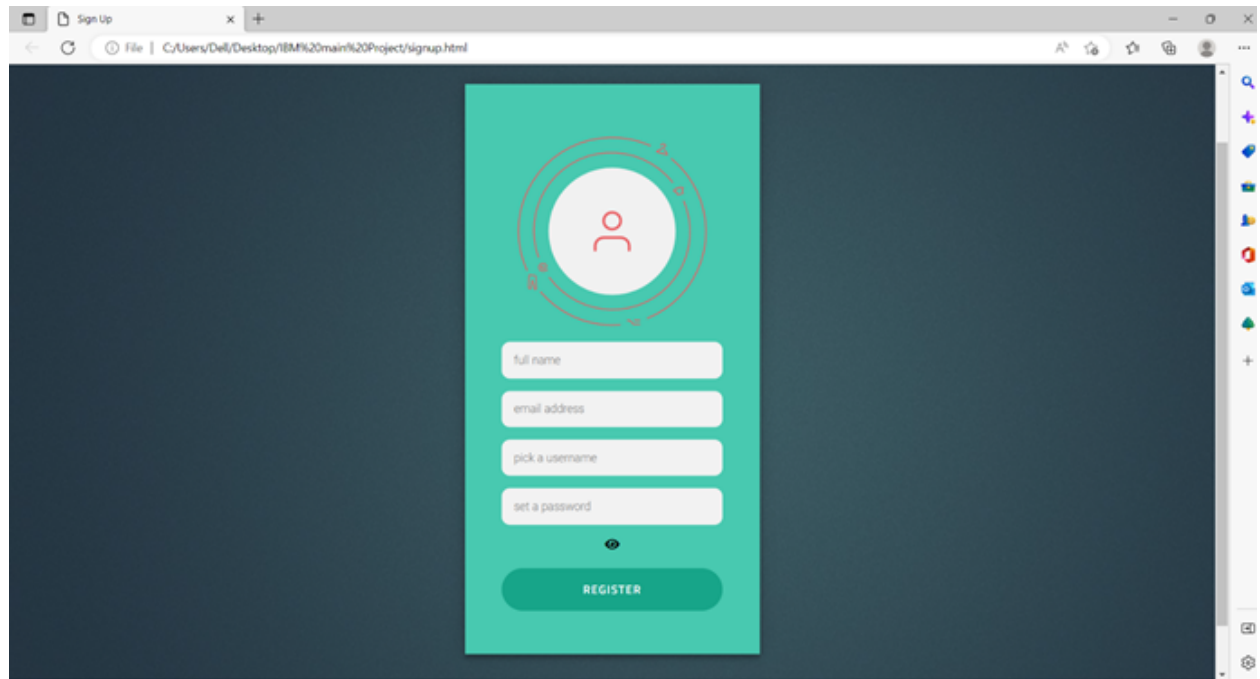 Sign Up
File | C:/Users/Dell/Desktop/IBM%20main%20Project/signup.html
full name
email address
pick a username
set a password
REGISTER